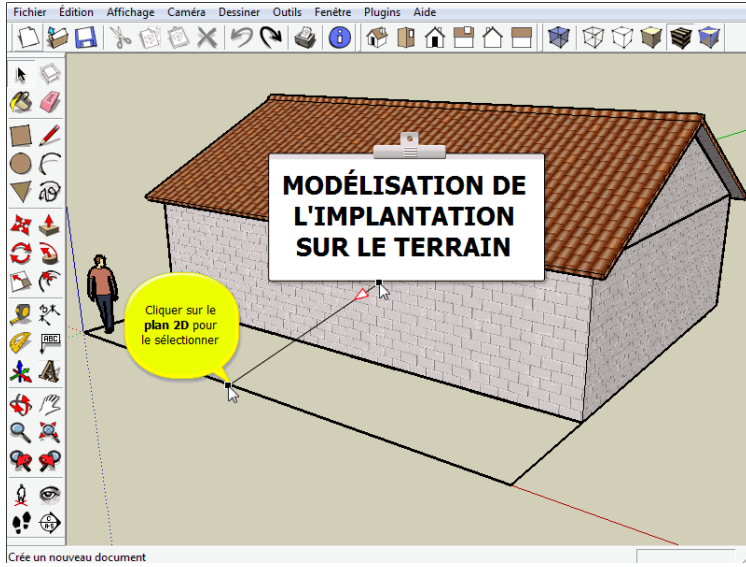 Fichier Édition Affichage Caméra Dessiner Outils Fenêtre Plugins Aide
MODÉLISATION DE
L'IMPLANTATION
SUR LE TERRAIN
Cliquer sur le
plan 2D pour
le sélectionner
ABC
C
A-S
Crée un nouveau document